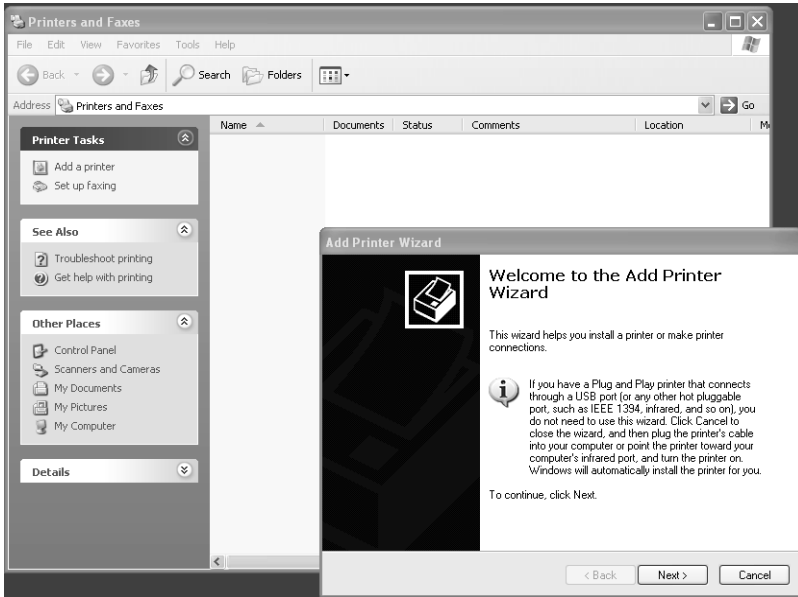 Printers and Faxes
File Edit View Favorites Tools Help
Back Search Folders
Address Printers and Faxes Go
Name Documents Status Comments Location
Printer Tasks
Add a printer
Set up faxing
See Also
Troubleshoot printing
Get help with printing
Other Places
Control Panel
Scanners and Cameras
My Documents
My Pictures
My Computer
Details
Add Printer Wizard
Welcome to the Add Printer
Wizard
This wizard helps you install a printer or make printer
connections.
If you have a Plug and Play printer that connects
through a USB port (or any other hot pluggable
port, such as IEEE 1394, infrared, and so on), you
do not need to use this wizard. Click Cancel to
close the wizard, and then plug the printer's cable
into your computer or point the printer toward your
computer's infrared port, and turn the printer on.
Windows will automatically install the printer for you.
To continue, click Next.
< Back Next > Cancel